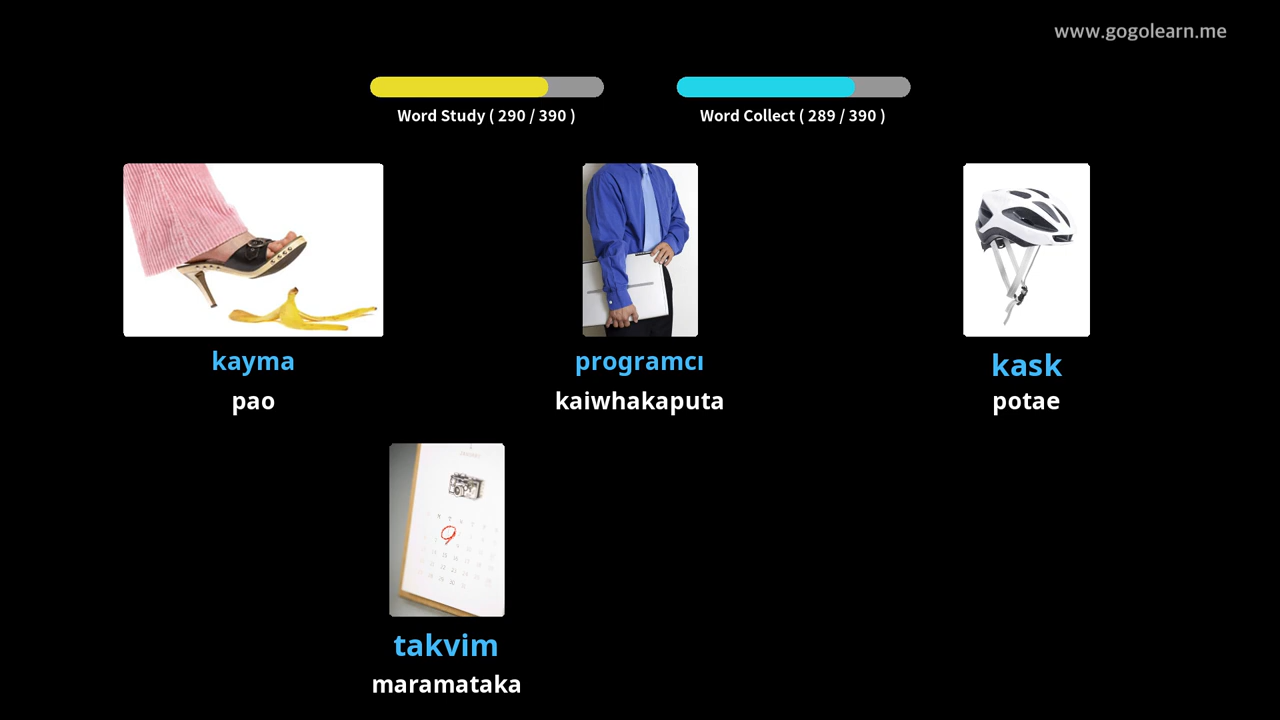 www.gogolearn.me
Word Study ( 290 / 390 )
Word Collect ( 289 / 390 )
kayma
pao
programcı
kaiwhakaputa
kask
potae
takvim
maramataka